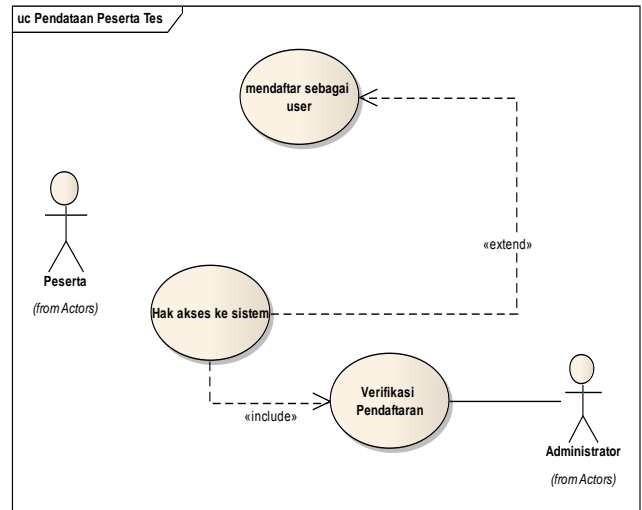 uc Pendataan Peserta Tes
mendaftar sebagai
user
«extend»
Peserta
(from Actors)
Hak akses ke sistem
Verifikasi
Pendaftaran
«include»
Administrator
(from Actors)